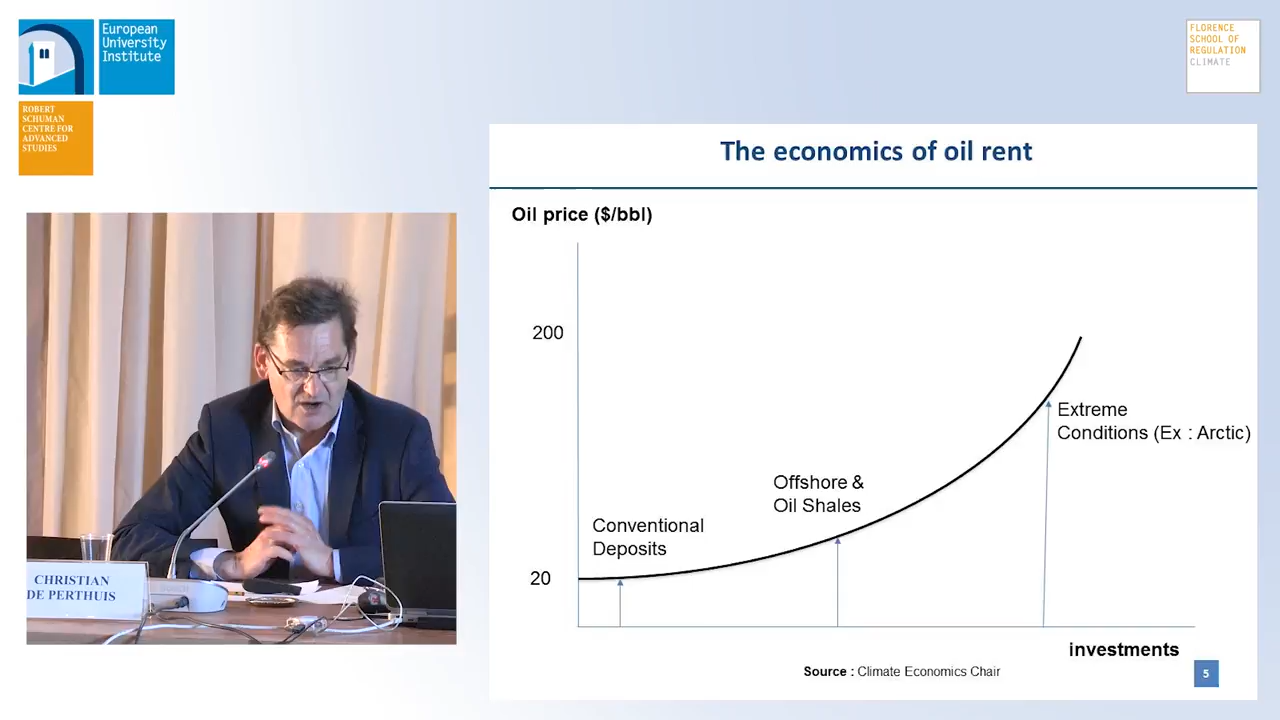 European
University
Institute
ROBERT
SCHUMAN
CENTRE FOR
ADVANCED
STUDIES
FLORENCE
SCHOOL OF
REGULATION
CLIMATE
The economics of oil rent
Oil price ($/bbl)
200
20
Conventional
Deposits
Offshore &
Oil Shales
Extreme
Conditions (Ex : Arctic)
investments
Source : Climate Economics Chair
5
CHRISTIAN
DE PERTHUIS